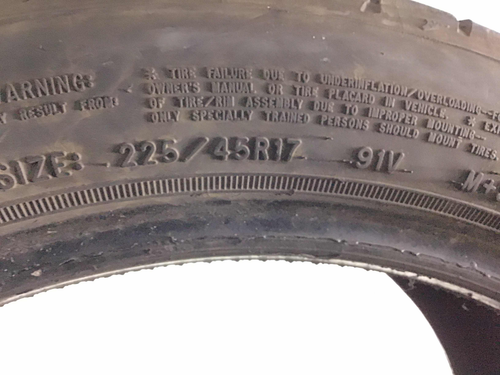 WARNING:
RESULT FROM:
* TIRE FAILURE DUE TO UNDERINFLATION/OVERLOADING-
OWNER'S MANUAL OR TIRE PLACARD IN VEHICLE. *
OF TIRE/RIM ASSEMBLY DUE TO IMPROPER MOUNTING-
ONLY SPECIALLY TRAINED PERSONS SHOULD MOUNT TIRES.
SIZE: 225/45R17 91V M+